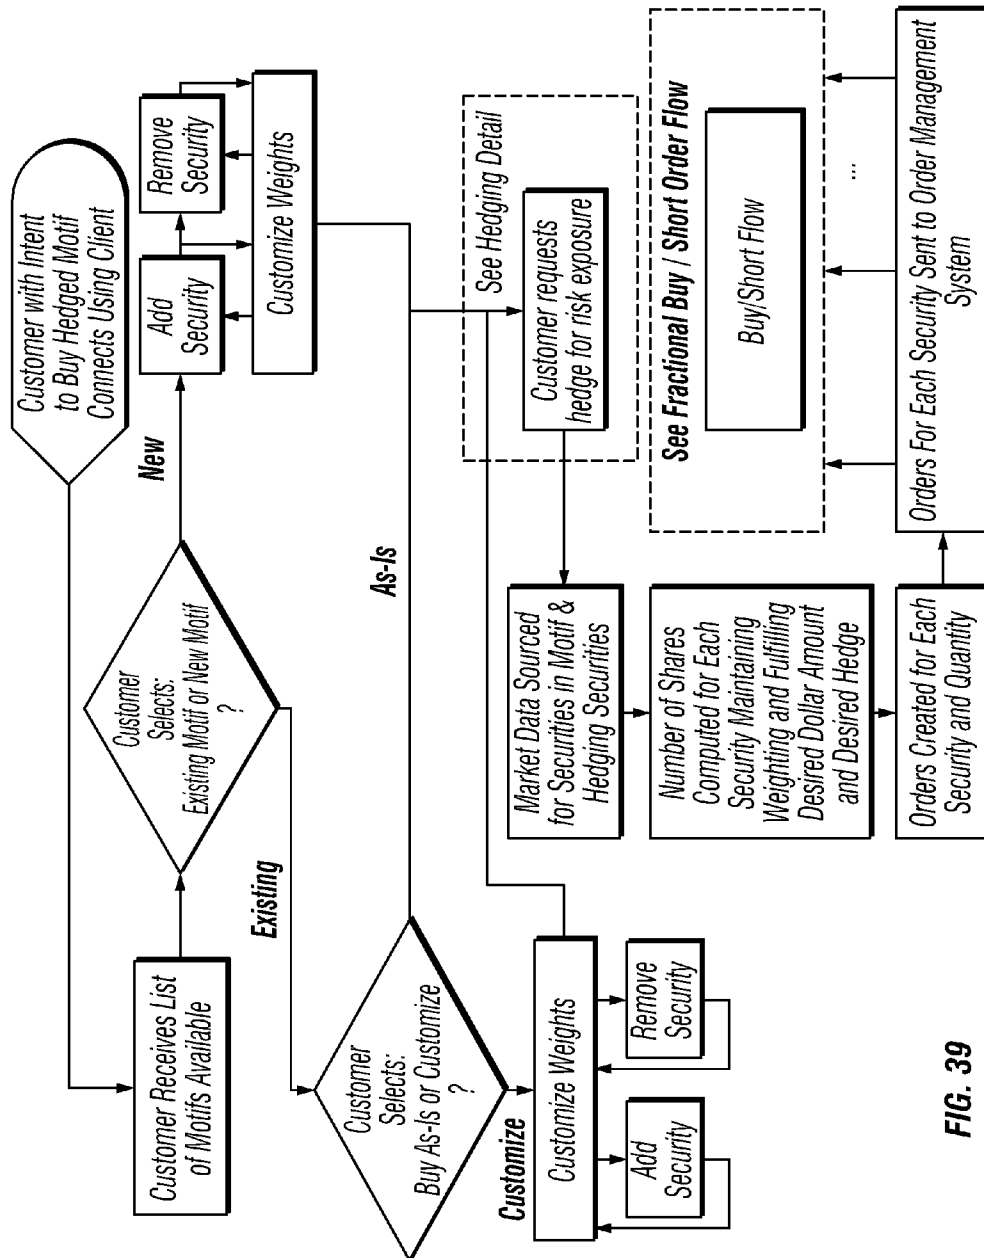 Customer with Intent
to Buy Hedged Motif
Connects Using Client
Customer Receives List
of Motifs Available
Customer
Selects:
Existing Motif or New Motif
?
New
Existing
Add
Security
Remove
Security
Customize Weights
Customer
Selects:
Buy As-Is or Customize
?
As-Is
Customize
Customize Weights
Add
Security
Remove
Security
See Hedging Detail
Customer requests
hedge for risk exposure
Market Data Sourced
for Securities in Motif &
Hedging Securities
Number of Shares
Computed for Each
Security Maintaining
Weighting and Fulfilling
Desired Dollar Amount
and Desired Hedge
Orders Created for Each
Security and Quantity
See Fractional Buy / Short Order Flow
Buy/Short Flow
...
Orders For Each Security Sent to Order Management
System
FIG. 39